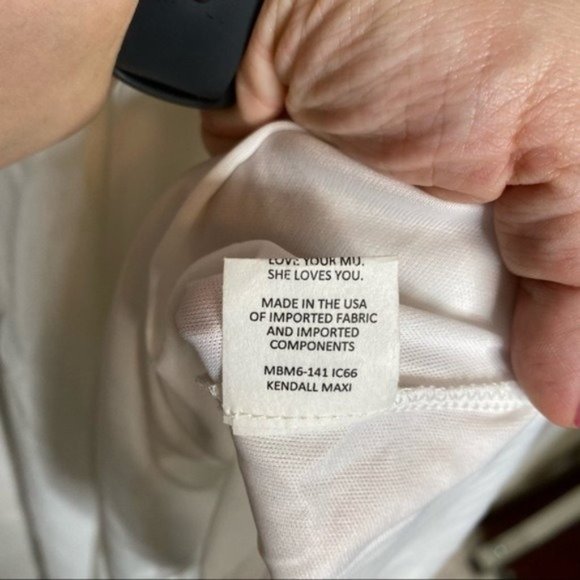 LOVE YOUR MU.
SHE LOVES YOU.
MADE IN THE USA
OF IMPORTED FABRIC
AND IMPORTED
COMPONENTS
MBM6-141 IC66
KENDALL MAXI